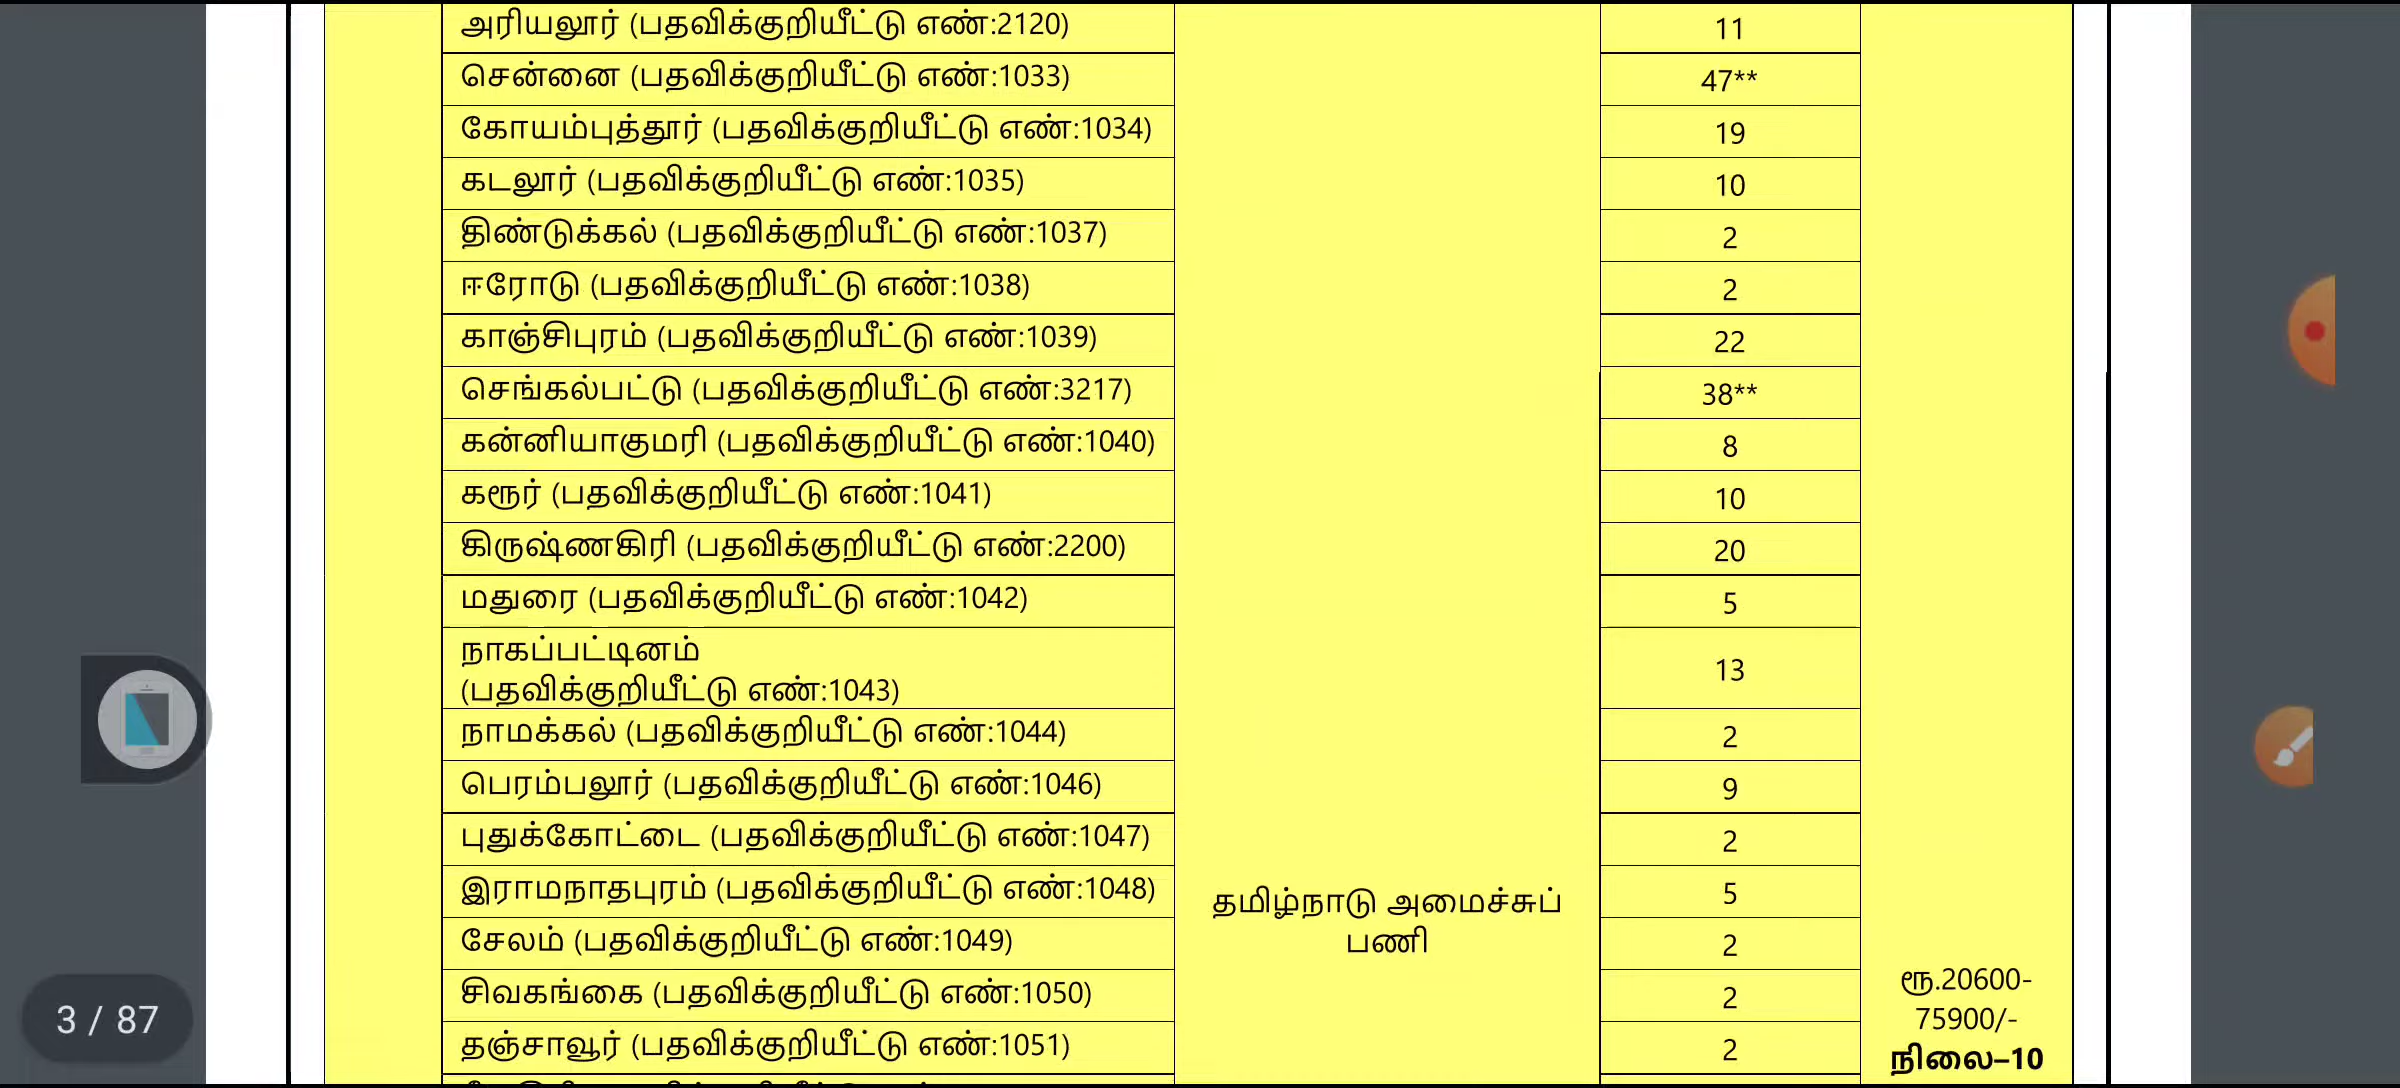 அரியலூர் (பதவிக்குறியீட்டு எண்:2120) 11
சென்னை (பதவிக்குறியீட்டு எண்:1033) 47**
கோயம்புத்தூர் (பதவிக்குறியீட்டு எண்:1034) 19
கடலூர் (பதவிக்குறியீட்டு எண்:1035) 10
திண்டுக்கல் (பதவிக்குறியீட்டு எண்:1037) 2
ஈரோடு (பதவிக்குறியீட்டு எண்:1038) 2
காஞ்சிபுரம் (பதவிக்குறியீட்டு எண்:1039) 22
செங்கல்பட்டு (பதவிக்குறியீட்டு எண்:3217) 38**
கன்னியாகுமரி (பதவிக்குறியீட்டு எண்:1040) 8
கரூர் (பதவிக்குறியீட்டு எண்:1041) 10
கிருஷ்ணகிரி (பதவிக்குறியீட்டு எண்:2200) 20
மதுரை (பதவிக்குறியீட்டு எண்:1042) 5
நாகப்பட்டினம்
(பதவிக்குறியீட்டு எண்:1043) 13
நாமக்கல் (பதவிக்குறியீட்டு எண்:1044) 2
பெரம்பலூர் (பதவிக்குறியீட்டு எண்:1046) 9
புதுக்கோட்டை (பதவிக்குறியீட்டு எண்:1047) 2
இராமநாதபுரம் (பதவிக்குறியீட்டு எண்:1048) 5
சேலம் (பதவிக்குறியீட்டு எண்:1049) 2
சிவகங்கை (பதவிக்குறியீட்டு எண்:1050) 2
தஞ்சாவூர் (பதவிக்குறியீட்டு எண்:1051) 2
தமிழ்நாடு அமைச்சுப்
பணி
ரூ.20600-
75900/-
நிலை–10
3 / 87